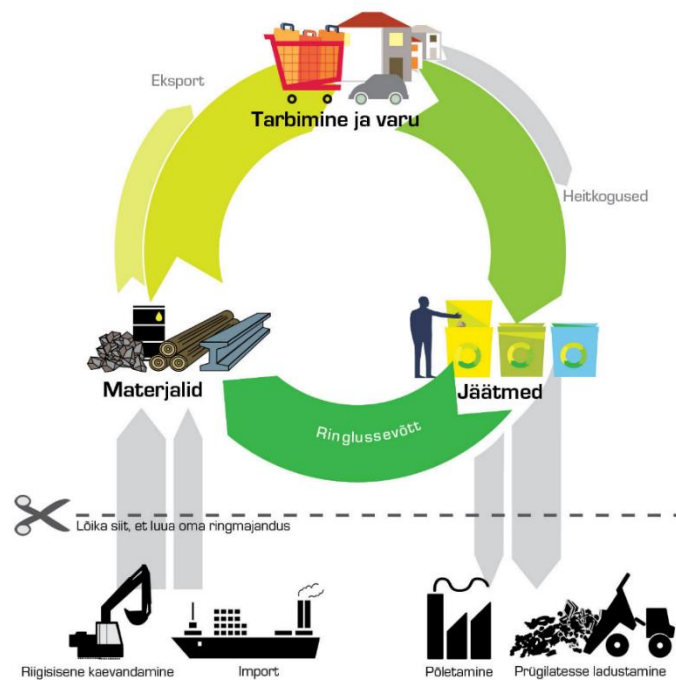 Eksport
Tarbimine ja varu
Heitkogused
Materjalid
Jäätmed
Ringlussevõtt
Lõika siit, et luua oma ringmajandus
Riigisisene kaevandamine
Import
Põletamine
Prügilatesse ladustamine